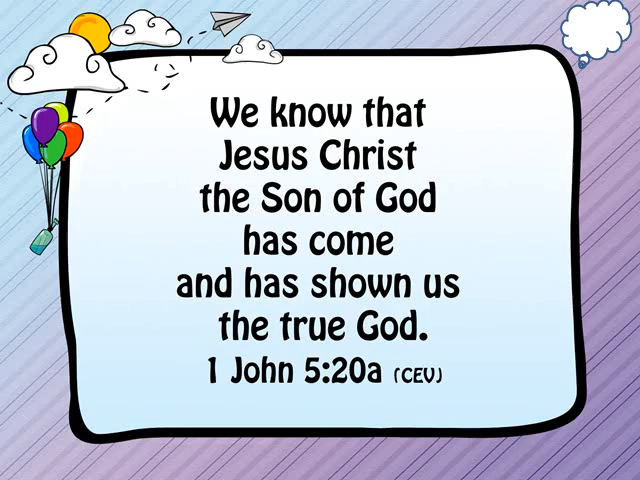 We know that
Jesus Christ
the Son of God
has come
and has shown us
the true God.
1 John 5:20a (CEV)